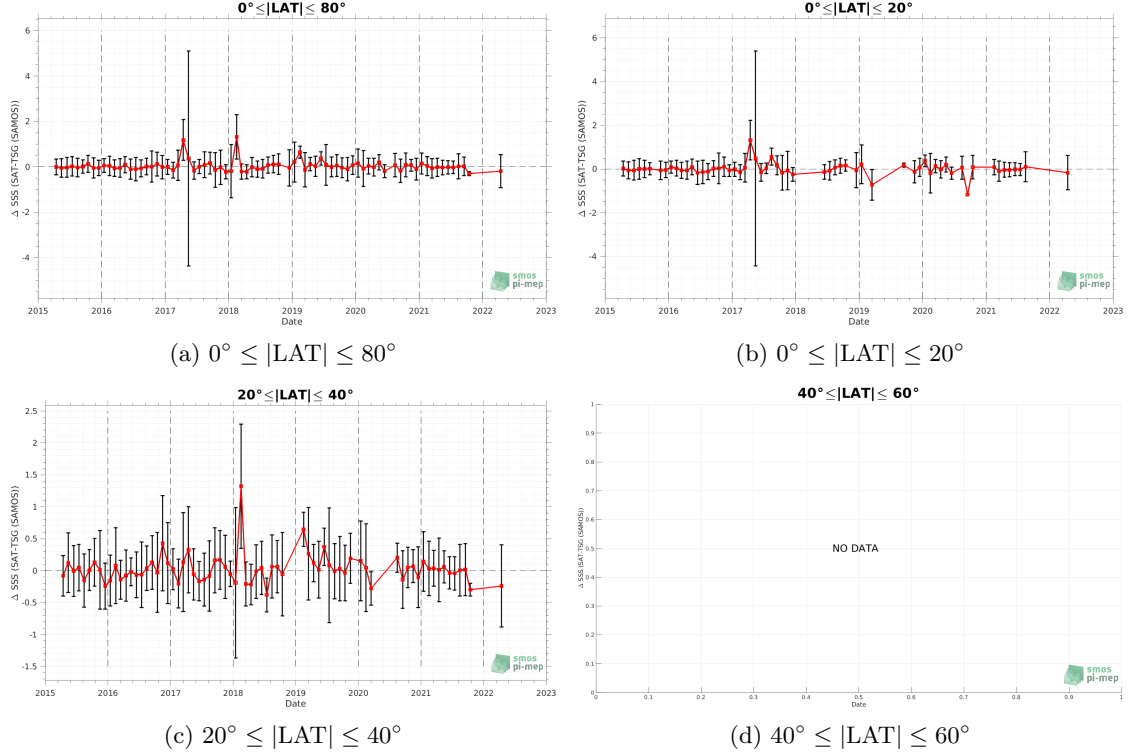 0°≤|LAT|≤ 80°
6
4
2
0
-2
-4
Δ SSS (SAT-TSG (SAMOS))
2015 2016 2017 2018 2019 2020 2021 2022 2023
Date
smos
pi-mep
(a) 0° ≤ |LAT| ≤ 80°
0°≤|LAT|≤ 20°
6
4
2
0
-2
-4
Δ SSS (SAT-TSG (SAMOS))
2015 2016 2017 2018 2019 2020 2021 2022 2023
Date
smos
pi-mep
(b) 0° ≤ |LAT| ≤ 20°
20°≤|LAT|≤ 40°
2.5
2
1.5
1
0.5
0
-0.5
-1
-1.5
Δ SSS (SAT-TSG (SAMOS))
2015 2016 2017 2018 2019 2020 2021 2022 2023
Date
smos
pi-mep
(c) 20° ≤ |LAT| ≤ 40°
40°≤|LAT|≤ 60°
1
0.9
0.8
0.7
0.6
0.5
0.4
0.3
0.2
0.1
0
Δ SSS (SAT-TSG (SAMOS))
NO DATA
0 0.1 0.2 0.3 0.4 0.5 0.6 0.7 0.8 0.9 1
Date
smos
pi-mep
(d) 40° ≤ |LAT| ≤ 60°